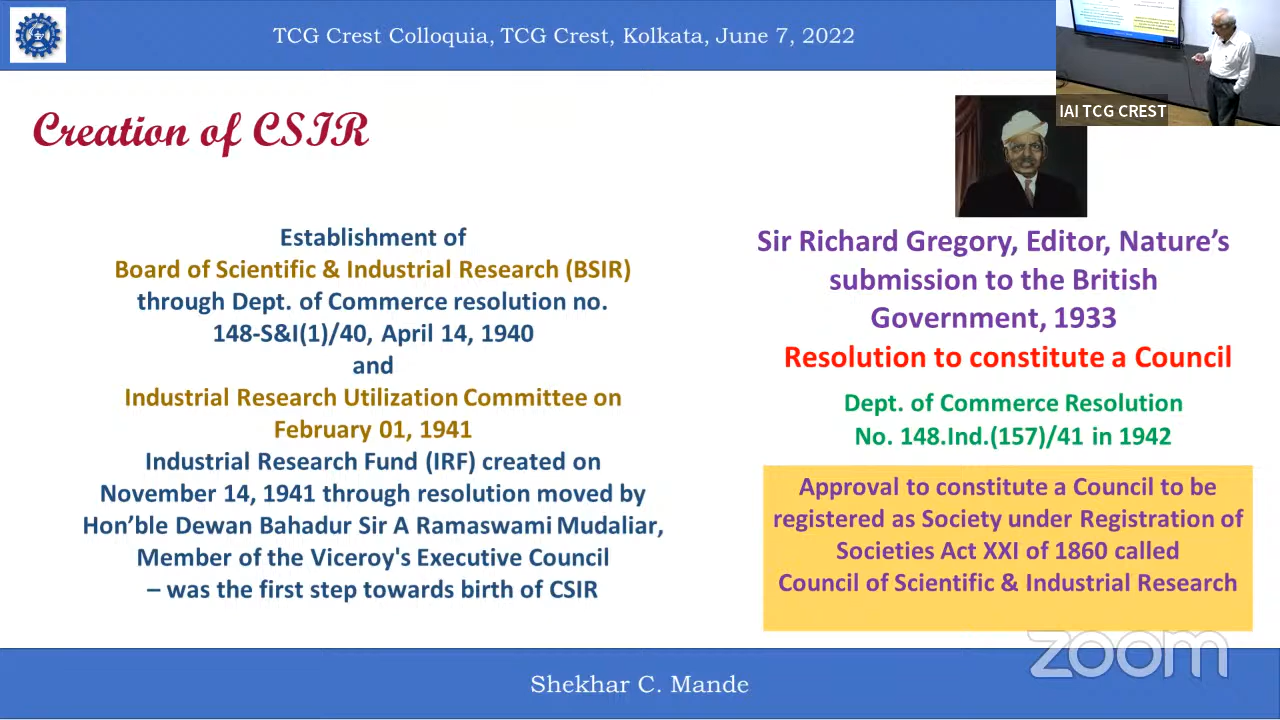 TCG Crest Colloquia, TCG Crest, Kolkata, June 7, 2022
IAI TCG CREST
Creation of CSIR
Establishment of
Board of Scientific & Industrial Research (BSIR)
through Dept. of Commerce resolution no.
148-S&I(1)/40, April 14, 1940
and
Industrial Research Utilization Committee on
February 01, 1941
Industrial Research Fund (IRF) created on
November 14, 1941 through resolution moved by
Hon’ble Dewan Bahadur Sir A Ramaswami Mudaliar,
Member of the Viceroy's Executive Council
– was the first step towards birth of CSIR
Sir Richard Gregory, Editor, Nature’s
submission to the British
Government, 1933
Resolution to constitute a Council
Dept. of Commerce Resolution
No. 148.Ind.(157)/41 in 1942
Approval to constitute a Council to be
registered as Society under Registration of
Societies Act XXI of 1860 called
Council of Scientific & Industrial Research
zoom
Shekhar C. Mande